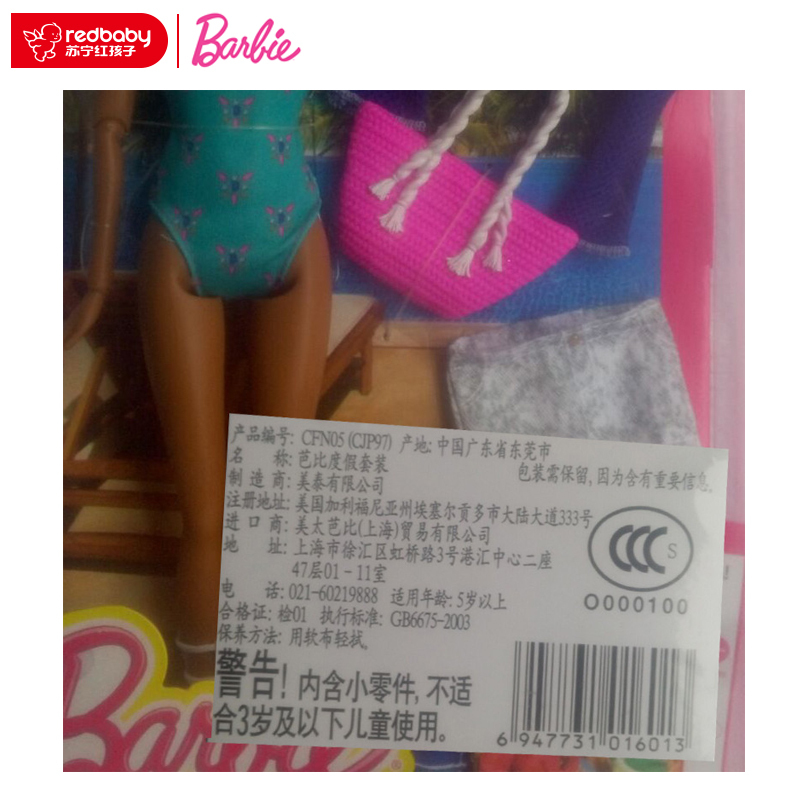 redbaby
苏宁红孩子
Barbie
产品编号: CFN05 (CJP97) 产地: 中国广东省东莞市
名 称: 芭比度假套装
包装需保留, 因为含有重要信息.
制 造 商: 美泰有限公司
注册地址: 美国加利福尼亚州埃塞尔贡多市大陆大道333号
进 口 商: 美太芭比(上海)貿易有限公司
地 址: 上海市徐汇区虹桥路3号港汇中心二座
47层01-11室
电 话: 021-60219888 适用年龄: 5岁以上
合格证: 检01 执行标准: GB6675-2003
保养方法: 用软布轻拭.
CCC S
O000100
警告! 内含小零件, 不适
合3岁及以下儿童使用。
6 947731 016013
Barbie